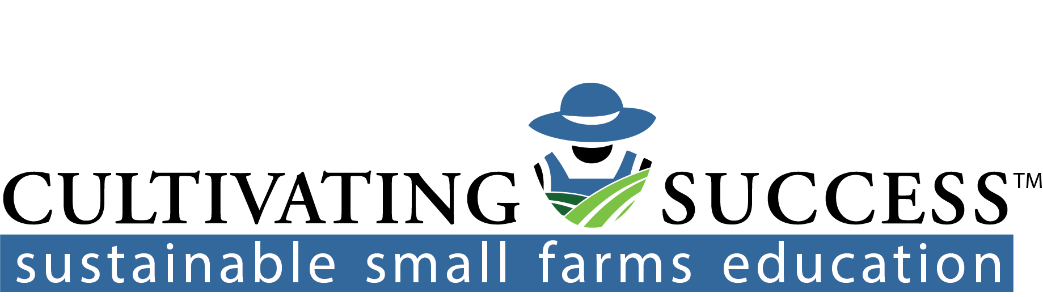 CULTIVATING SUCCESS™
sustainable small farms education